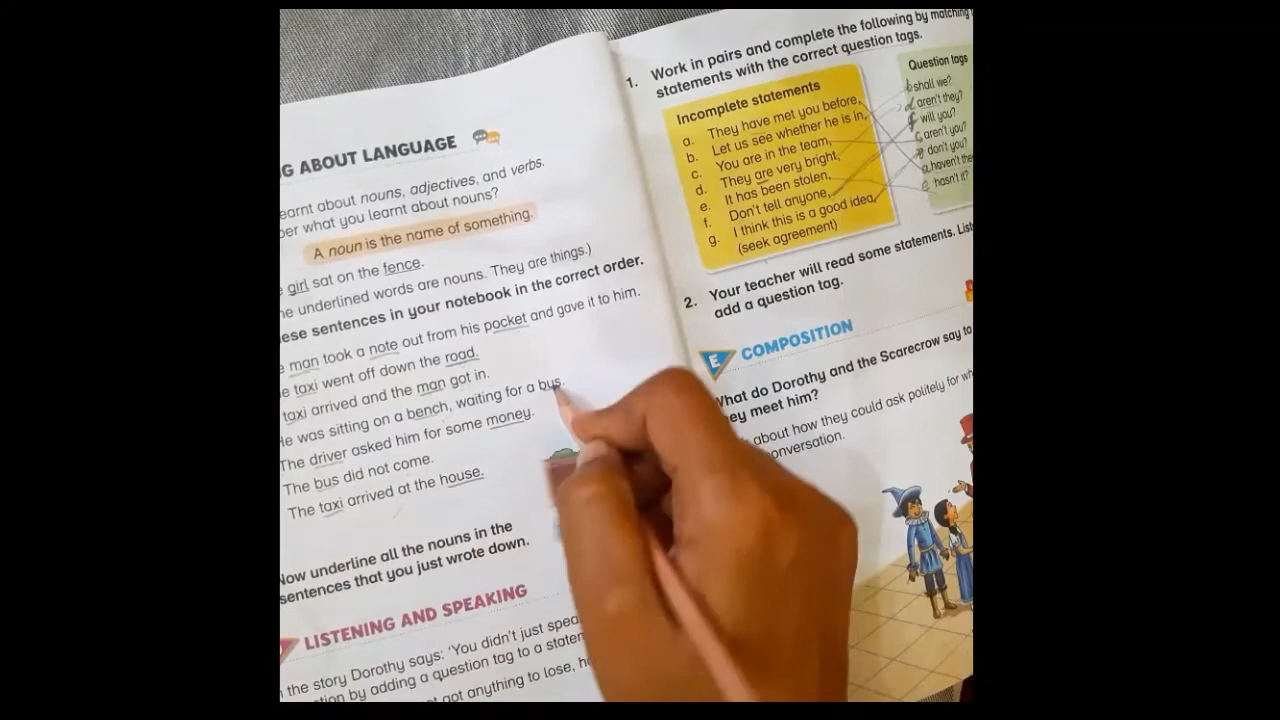 NG ABOUT LANGUAGE
earnt about nouns, adjectives, and verbs.
ber what you learnt about nouns?
A noun is the name of something.
girl sat on the fence.
he underlined words are nouns. They are things.)
ese sentences in your notebook in the correct order.
man took a note out from his pocket and gave it to him.
e taxi went off down the road.
taxi arrived and the man got in.
He was sitting on a bench, waiting for a bus.
The driver asked him for some money.
The bus did not come.
The taxi arrived at the house.
Now underline all the nouns in the
sentences that you just wrote down.
LISTENING AND SPEAKING
the story Dorothy says: 'You didn't just spea
tion by adding a question tag to a staten
got anything to lose, h
1. Work in pairs and complete the following by matching
statements with the correct question tags.
Incomplete statements
a. They have met you before,
b. Let us see whether he is in,
c. You are in the team,
d. They are very bright,
e. It has been stolen,
f. Don't tell anyone,
g. I think this is a good idea,
(seek agreement)
Question tags
b shall we?
d aren't they?
f will you?
c aren't you?
don't you?
a haven't the
e hasn't it?
2. Your teacher will read some statements. List
add a question tag.
E COMPOSITION
What do Dorothy and the Scarecrow say to
ey meet him?
about how they could ask politely for wh
onversation.